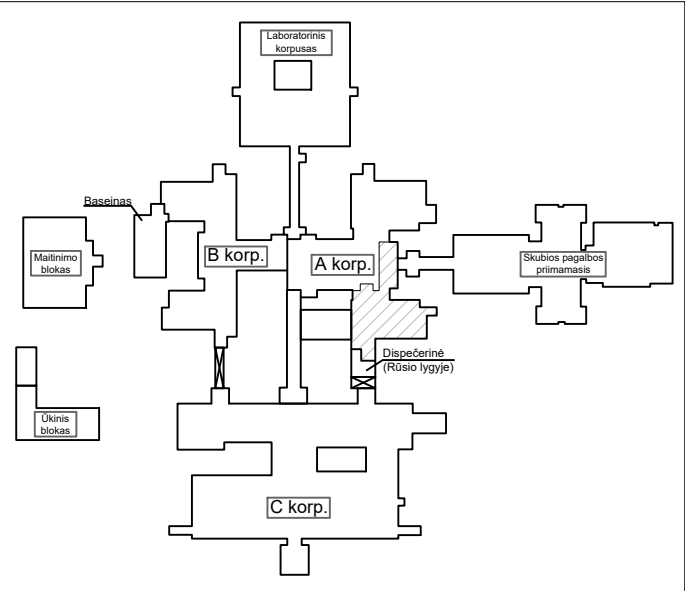 Laboratorinis
korpusas
Baseinas
Maitinimo
blokas
B korp.
A korp.
Skubios pagalbos
priimamasis
Dispečerinė
(Rūsio lygyje)
Ūkinis
blokas
C korp.